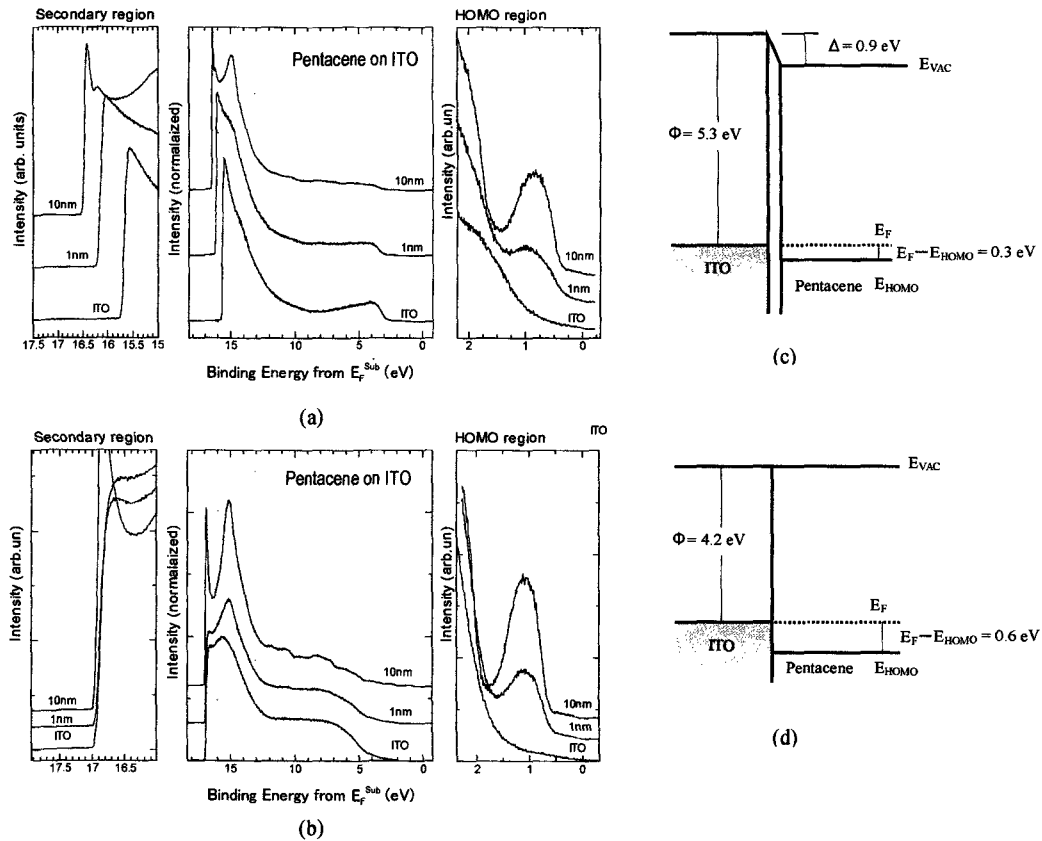 Secondary region
HOMO region
Pentacene on ITO
Intensity (arb. units)
Intensity (normalaized)
Intensity (arb.un)
10nm
1nm
ITO
10nm
1nm
ITO
10nm
1nm
ITO
17.5 17 16.5 16 15.5 15
15 10 5 0
2 1 0
Binding Energy from E_F^Sub (eV)
(a)
Δ = 0.9 eV
E_VAC
Φ = 5.3 eV
E_F
E_F − E_HOMO = 0.3 eV
ITO
Pentacene E_HOMO
(c)
Secondary region
HOMO region
ITO
Pentacene on ITO
Intensity (arb.un)
Intensity (normalaized)
Intensity (arb.un)
10nm
1nm
ITO
10nm
1nm
ITO
10nm
1nm
ITO
17.5 17 16.5
15 10 5 0
2 1 0
Binding Energy from E_F^Sub (eV)
(b)
E_VAC
Φ = 4.2 eV
E_F
E_F − E_HOMO = 0.6 eV
ITO
Pentacene E_HOMO
(d)